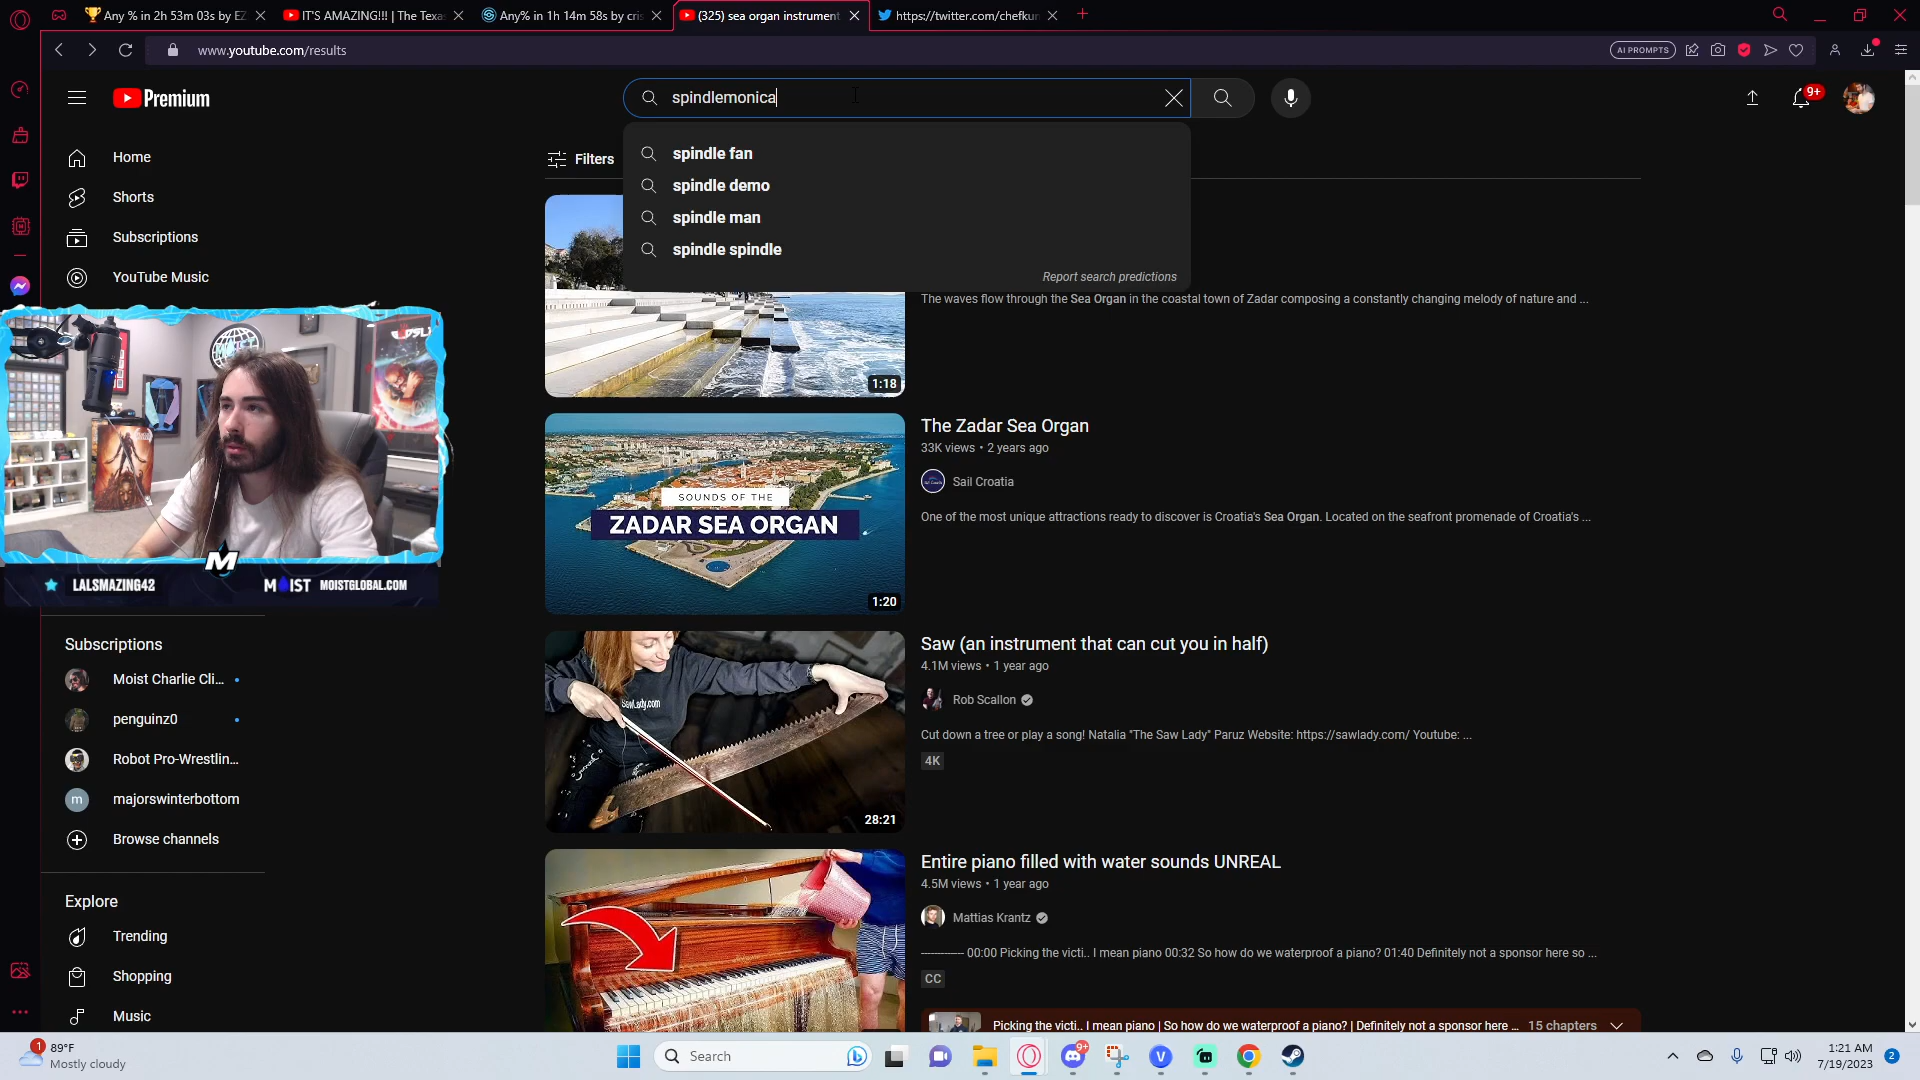 Any % in 2h 53m 03s by EZ
IT'S AMAZING!!! | The Texa
Any% in 1h 14m 58s by cris
(325) sea organ instrument
https://twitter.com/chefkun
www.youtube.com/results
AI PROMPTS
Premium
spindlemonica
9+
spindle fan
spindle demo
spindle man
spindle spindle
Report search predictions
Home
Shorts
Subscriptions
YouTube Music
Filters
The waves flow through the Sea Organ in the coastal town of Zadar composing a constantly changing melody of nature and ...
1:18
The Zadar Sea Organ
33K views • 2 years ago
Sail Croatia
One of the most unique attractions ready to discover is Croatia's Sea Organ. Located on the seafront promenade of Croatia's ...
SOUNDS OF THE
ZADAR SEA ORGAN
1:20
MOIST
M
LALSMAZING42
MOIST MOISTGLOBAL.COM
Subscriptions
Moist Charlie Cli...
penguinz0
Robot Pro-Wrestlin...
m
majorswinterbottom
Browse channels
Explore
Trending
Shopping
Music
Saw (an instrument that can cut you in half)
4.1M views • 1 year ago
Rob Scallon
Cut down a tree or play a song! Natalia "The Saw Lady" Paruz Website: https://sawlady.com/ Youtube: ...
4K
SawLady.com
28:21
Entire piano filled with water sounds UNREAL
4.5M views • 1 year ago
Mattias Krantz
------------- 00:00 Picking the victi.. I mean piano 00:32 So how do we waterproof a piano? 01:40 Definitely not a sponsor here so ...
CC
Picking the victi.. I mean piano | So how do we waterproof a piano? | Definitely not a sponsor here ...
15 chapters
1
89°F
Mostly cloudy
Search
9+
V
1:21 AM
7/19/2023
2